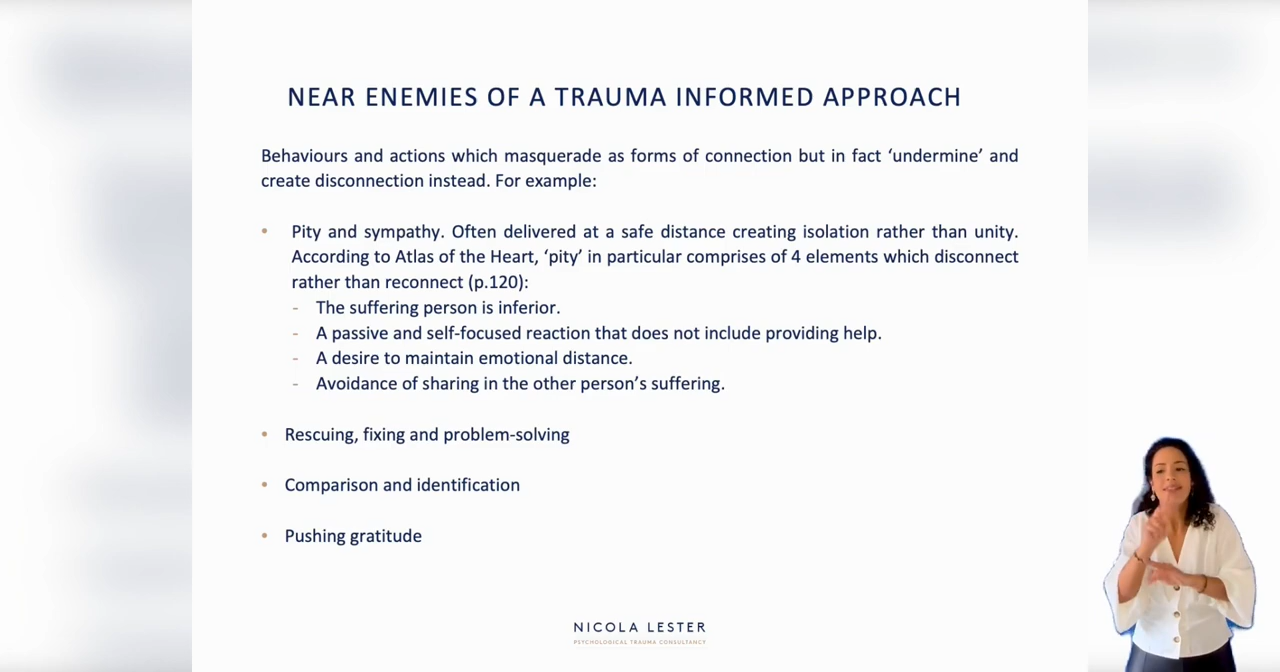 NEAR ENEMIES OF A TRAUMA INFORMED APPROACH
Behaviours and actions which masquerade as forms of connection but in fact ‘undermine’ and
create disconnection instead. For example:
• Pity and sympathy. Often delivered at a safe distance creating isolation rather than unity.
According to Atlas of the Heart, ‘pity’ in particular comprises of 4 elements which disconnect
rather than reconnect (p.120):
- The suffering person is inferior.
- A passive and self-focused reaction that does not include providing help.
- A desire to maintain emotional distance.
- Avoidance of sharing in the other person’s suffering.
• Rescuing, fixing and problem-solving
• Comparison and identification
• Pushing gratitude
NICOLA LESTER
PSYCHOLOGICAL TRAUMA CONSULTANCY